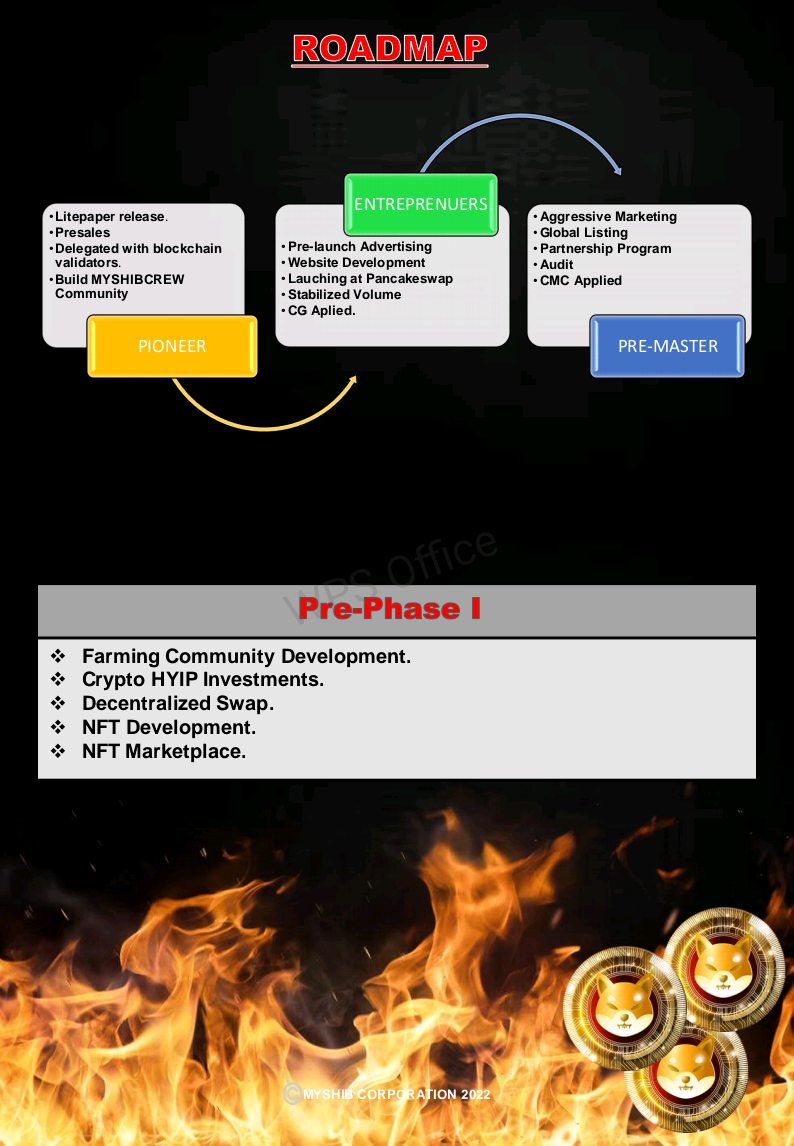 ROADMAP
•Litepaper release.
•Presales
•Delegated with blockchain
validators.
•Build MYSHIBCREW
Community
PIONEER
ENTREPRENUERS
•Pre-launch Advertising
•Website Development
•Lauching at Pancakeswap
•Stabilized Volume
•CG Aplied.
•Aggressive Marketing
•Global Listing
•Partnership Program
•Audit
•CMC Applied
PRE-MASTER
WPS Office
Pre-Phase I
❖ Farming Community Development.
❖ Crypto HYIP Investments.
❖ Decentralized Swap.
❖ NFT Development.
❖ NFT Marketplace.
©MYSHIB CORPORATION 2022